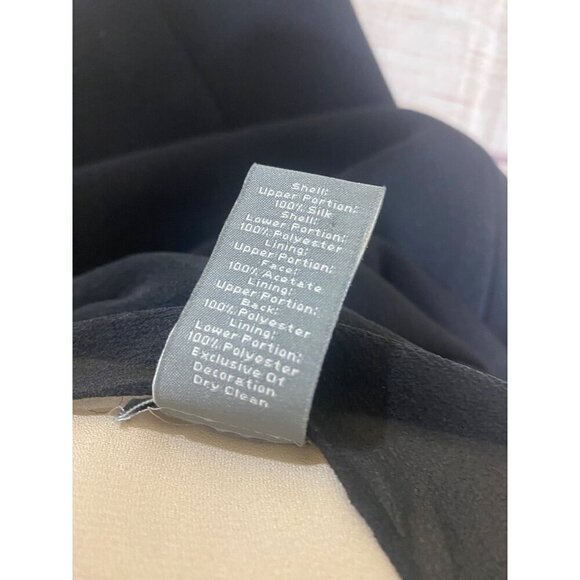 Shell:
Upper Portion:
100% Silk
Shell:
Lower Portion:
100% Polyester
Lining:
Upper Portion:
Face:
100% Acetate
Lining:
Upper Portion:
Back:
100% Polyester
Lining:
Lower Portion:
100% Polyester
Exclusive Of
Decoration
Dry Clean